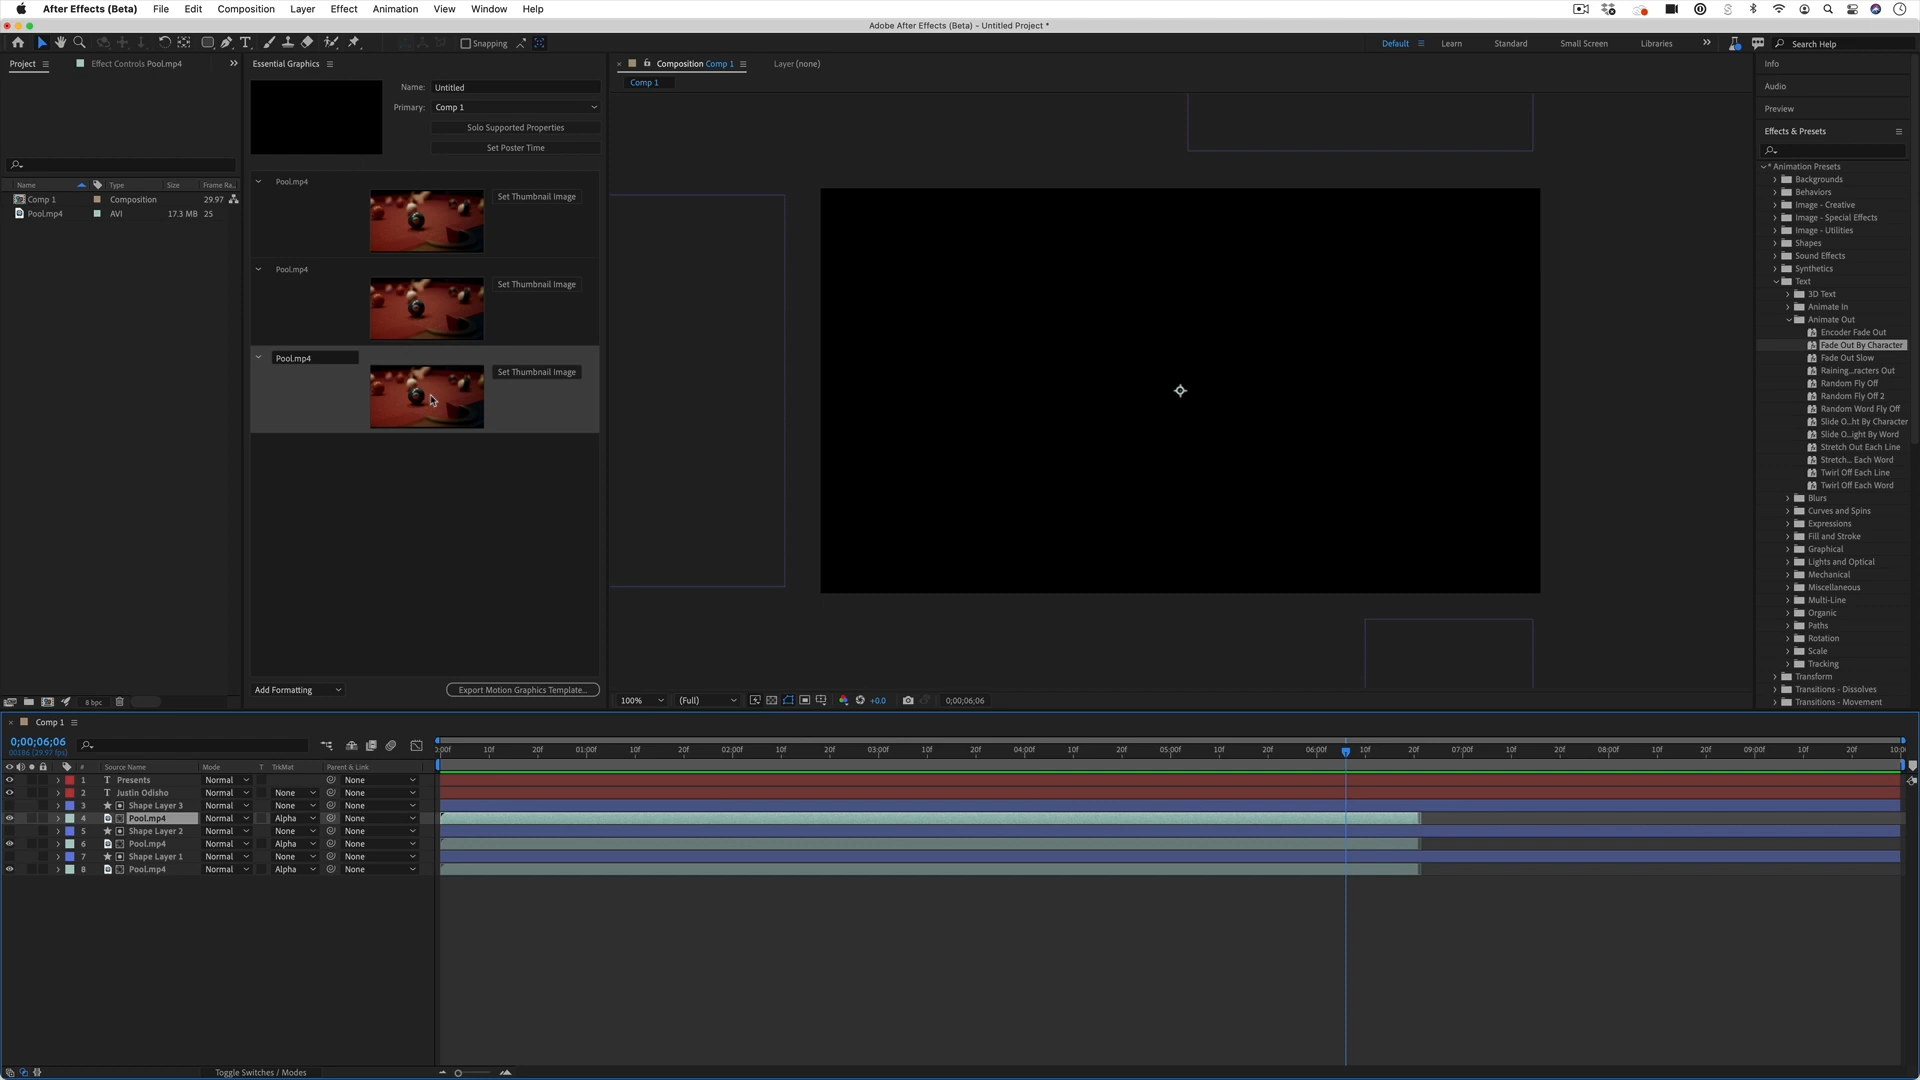 After Effects (Beta) File Edit Composition Layer Effect Animation View Window Help
Adobe After Effects (Beta) - Untitled Project *
Snapping
Default Learn Standard Small Screen Libraries Search Help
Project Effect Controls Pool.mp4
Essential Graphics
Composition Comp 1 Layer (none)
Comp 1
Name: Untitled
Primary: Comp 1
Solo Supported Properties
Set Poster Time
Name Type Size Frame Ra...
Comp 1 Composition 29.97
Pool.mp4 AVI 17.3 MB 25
Pool.mp4
Set Thumbnail Image
Pool.mp4
Set Thumbnail Image
Pool.mp4
Set Thumbnail Image
Add Formatting Export Motion Graphics Template...
8 bpc
100% (Full) +0.0 0;00;06;06
Info
Audio
Preview
Effects & Presets
* Animation Presets
Backgrounds
Behaviors
Image - Creative
Image - Special Effects
Image - Utilities
Shapes
Sound Effects
Synthetics
Text
3D Text
Animate In
Animate Out
Encoder Fade Out
Fade Out By Character
Fade Out Slow
Raining...racters Out
Random Fly Off
Random Fly Off 2
Random Word Fly Off
Slide O...ht By Character
Slide O...ight By Word
Stretch Out Each Line
Stretch... Each Word
Twirl Off Each Line
Twirl Off Each Word
Blurs
Curves and Spins
Expressions
Fill and Stroke
Graphical
Lights and Optical
Mechanical
Miscellaneous
Multi-Line
Organic
Paths
Rotation
Scale
Tracking
Transform
Transitions - Dissolves
Transitions - Movement
Comp 1
0;00;06;06
00186 (29.97 fps)
:00f 10f 20f 01:00f 10f 20f 02:00f 10f 20f 03:00f 10f 20f 04:00f 10f 20f 05:00f 10f 20f 06:00f 10f 20f 07:00f 10f 20f 08:00f 10f 20f 09:00f 10f 20f 10:0
# Source Name Mode T TrkMat Parent & Link
1 T Presents Normal None
2 T Justin Odisho Normal None None
3 Shape Layer 3 Normal None None
4 Pool.mp4 Normal Alpha None
5 Shape Layer 2 Normal None None
6 Pool.mp4 Normal Alpha None
7 Shape Layer 1 Normal None None
8 Pool.mp4 Normal Alpha None
Toggle Switches / Modes